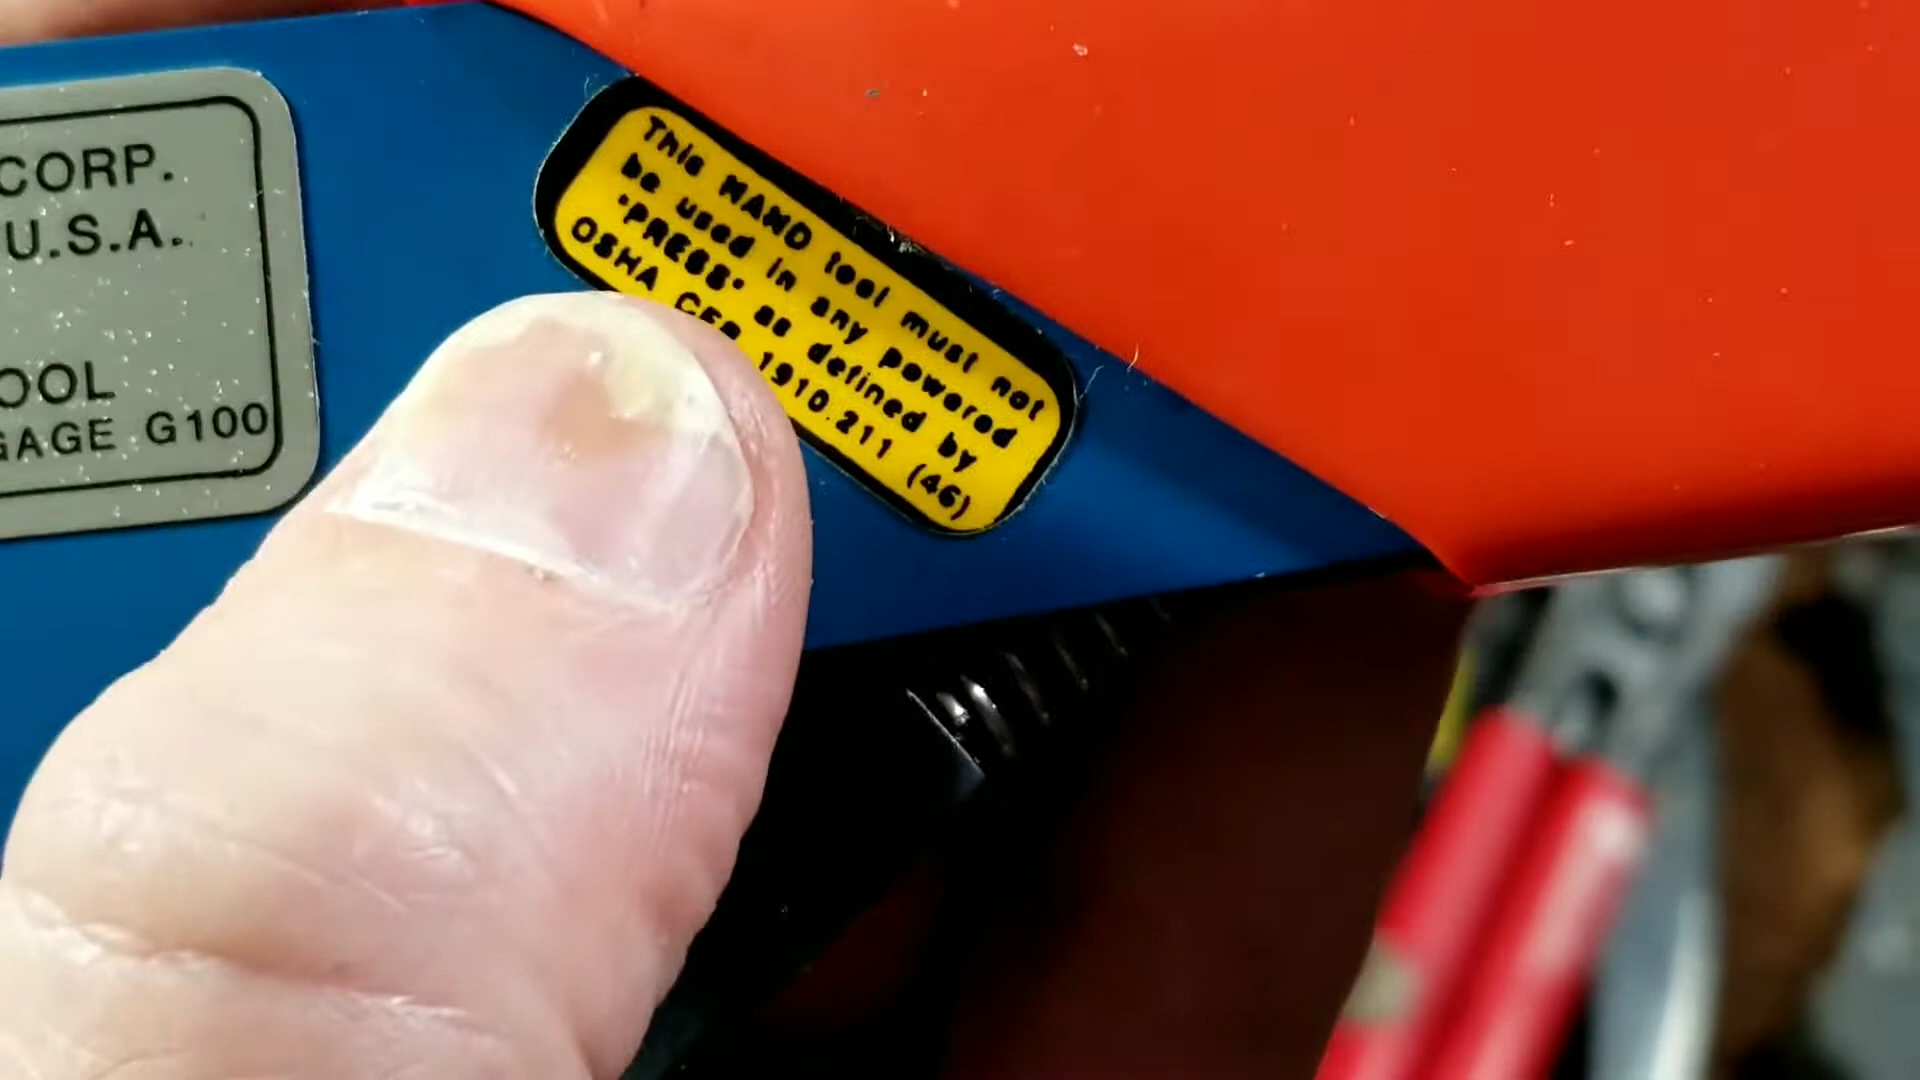 CORP.
U.S.A.
OOL
GAGE G100
This HAND tool must not
be used in any powered
"PRESS" as defined by
OSHA CFR 1910.211 (46)